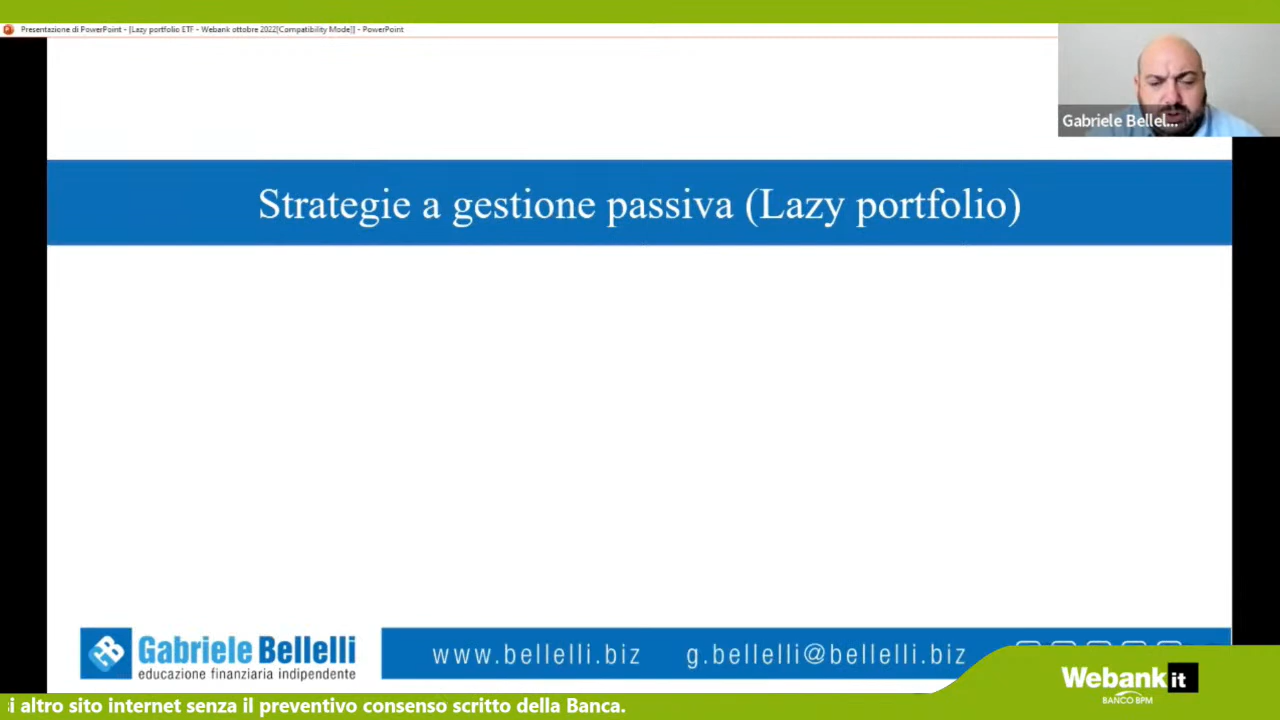 Presentazione di PowerPoint - [Lazy portfolio ETF - Webank ottobre 2022[Compatibility Mode]] - PowerPoint
Gabriele Bellel...
Strategie a gestione passiva (Lazy portfolio)
Gabriele Bellelli
educazione finanziaria indipendente
www.bellelli.biz g.bellelli@bellelli.biz
Webank it
BANCO BPM
si altro sito internet senza il preventivo consenso scritto della Banca.